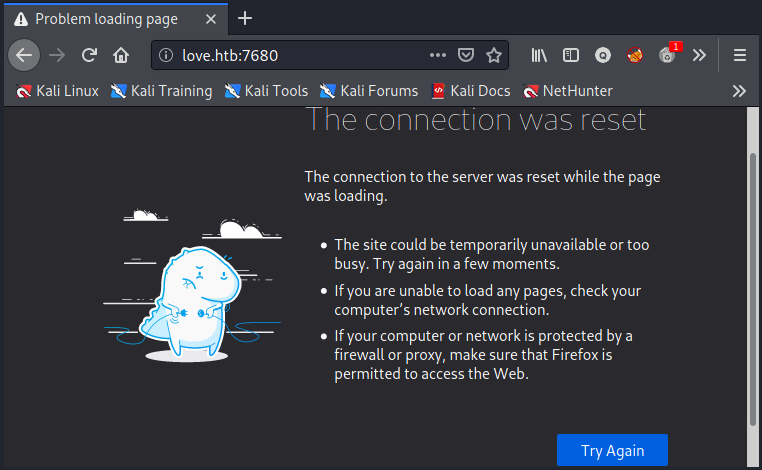 Problem loading page
love.htb:7680
1
Kali Linux Kali Training Kali Tools Kali Forums Kali Docs NetHunter
The connection was reset
The connection to the server was reset while the page
was loading.
The site could be temporarily unavailable or too
busy. Try again in a few moments.
If you are unable to load any pages, check your
computer’s network connection.
If your computer or network is protected by a
firewall or proxy, make sure that Firefox is
permitted to access the Web.
Try Again